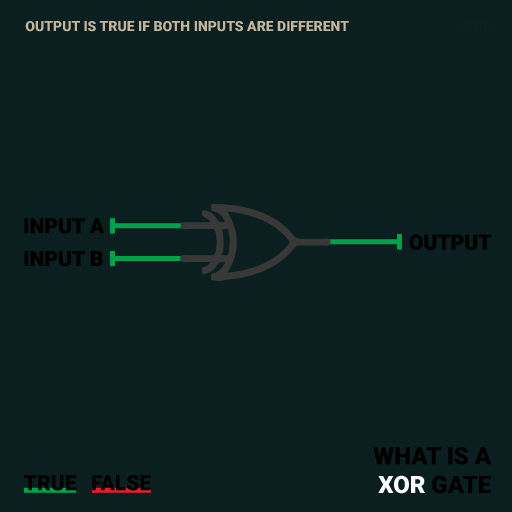 OUTPUT IS TRUE IF BOTH INPUTS ARE DIFFERENT
INPUT A
INPUT B
OUTPUT
TRUE FALSE
WHAT IS A
XOR GATE